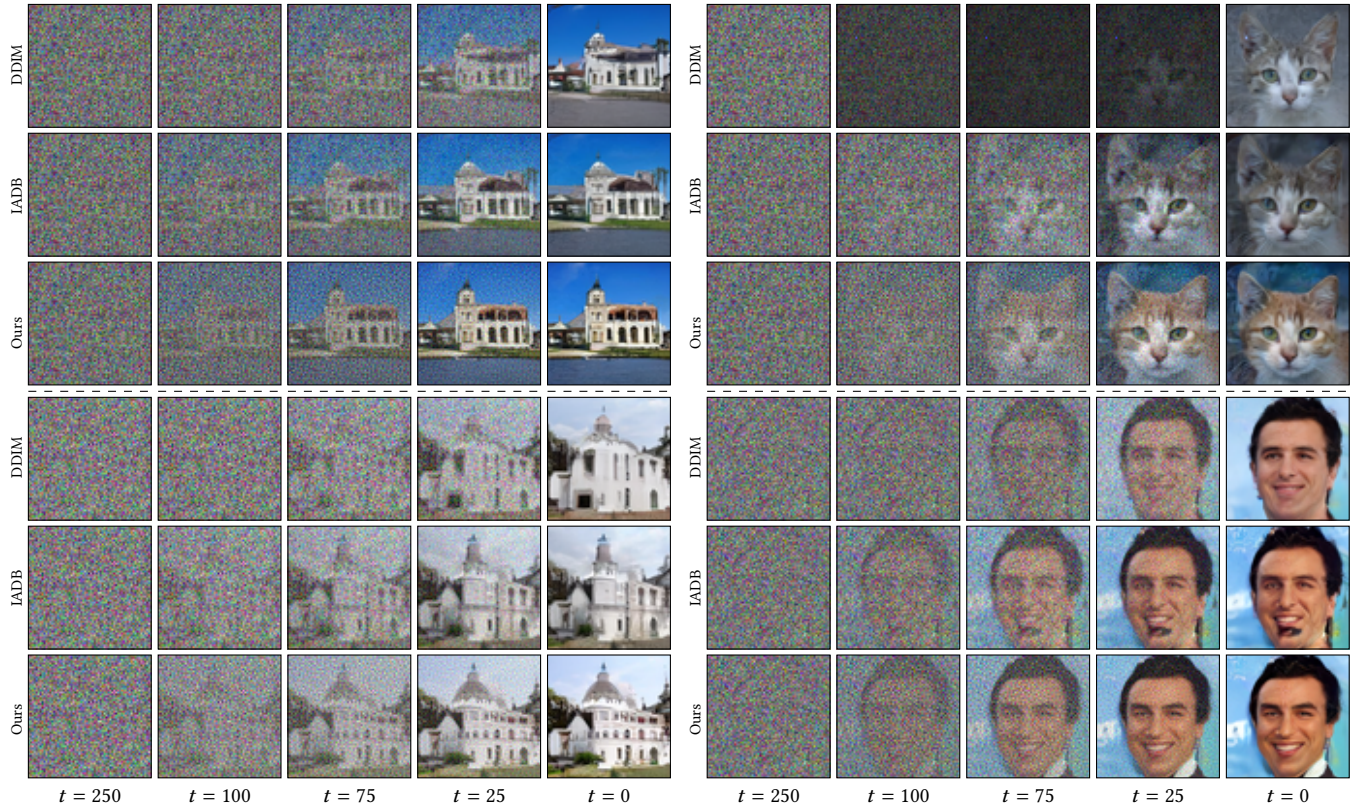 DDIM
DDIM
IADB
IADB
Ours
Ours
DDIM
DDIM
IADB
IADB
Ours
Ours
t = 250 t = 100 t = 75 t = 25 t = 0 t = 250 t = 100 t = 75 t = 25 t = 0